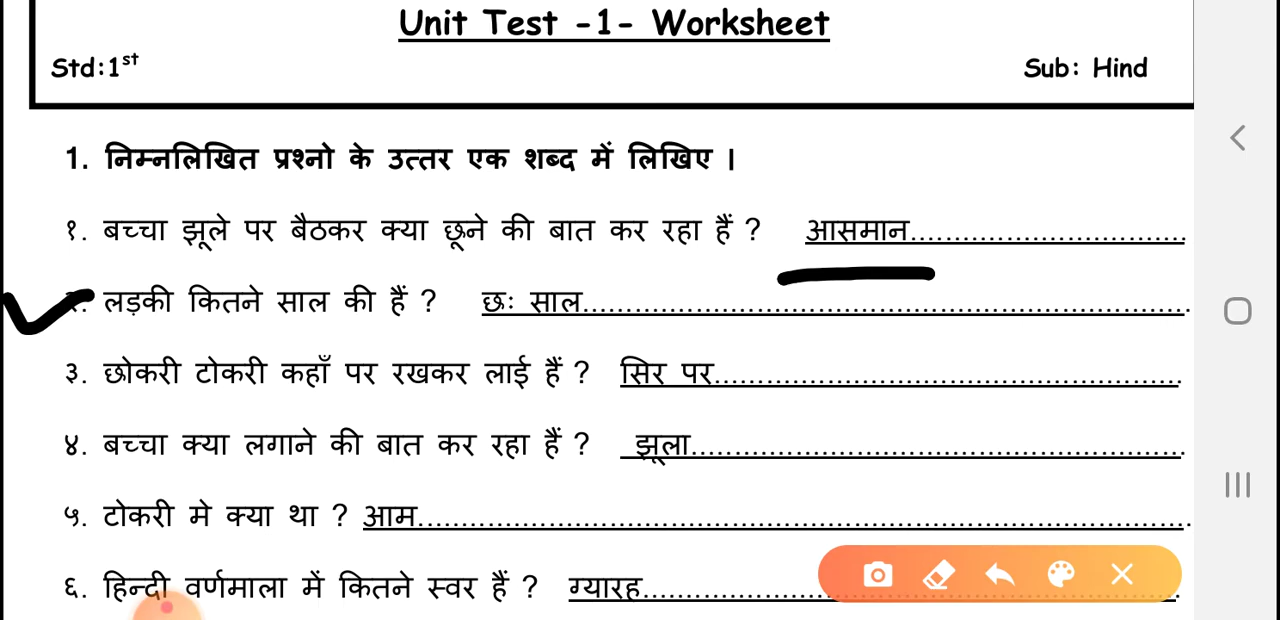 Unit Test -1- Worksheet
Std:1st Sub: Hind
1. निम्नलिखित प्रश्नो के उत्तर एक शब्द में लिखिए ।
१. बच्चा झूले पर बैठकर क्या छूने की बात कर रहा हैं ? आसमान................................
लड़की कितने साल की हैं ? छः साल......................................................................
३. छोकरी टोकरी कहाँ पर रखकर लाई हैं ? सिर पर......................................................
४. बच्चा क्या लगाने की बात कर रहा हैं ? झूला.........................................................
५. टोकरी मे क्या था ? आम.......................................................................................
६. हिन्दी वर्णमाला में कितने स्वर हैं ? ग्यारह..............................................................